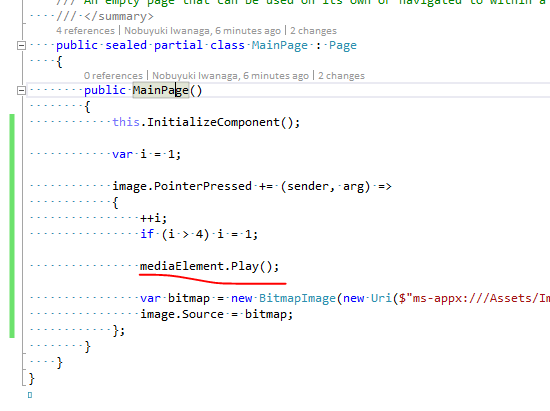 /// An empty page that can be used on its own or navigated to within a
/// </summary>
4 references | Nobuyuki Iwanaga, 6 minutes ago | 2 changes
public sealed partial class MainPage : Page
{
0 references | Nobuyuki Iwanaga, 6 minutes ago | 2 changes
public MainPage()
{
this.InitializeComponent();
var i = 1;
image.PointerPressed += (sender, arg) =>
{
++i;
if (i > 4) i = 1;
mediaElement.Play();
var bitmap = new BitmapImage(new Uri($"ms-appx:///Assets/Im
image.Source = bitmap;
};
}
}
}